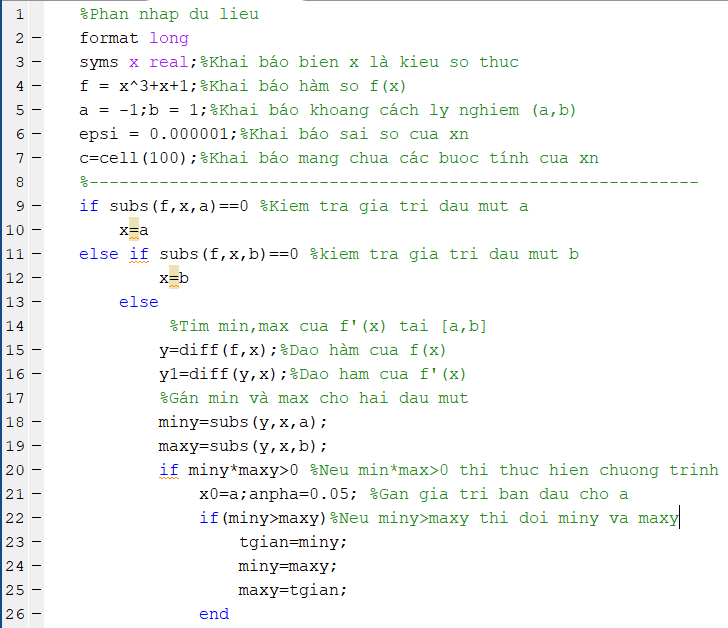 1 %Phan nhap du lieu
2 – format long
3 – syms x real;%Khai báo bien x là kieu so thuc
4 – f = x^3+x+1;%Khai báo hàm so f(x)
5 – a = -1;b = 1;%Khai báo khoang cách ly nghiem (a,b)
6 – epsi = 0.000001;%Khai báo sai so cua xn
7 – c=cell(100);%Khai báo mang chua các buoc tính cua xn
8 %-------------------------------------------------------------
9 – if subs(f,x,a)==0 %Kiem tra gia tri dau mut a
10 – x=a
11 – else if subs(f,x,b)==0 %kiem tra gia tri dau mut b
12 – x=b
13 – else
14 %Tim min,max cua f'(x) tai [a,b]
15 – y=diff(f,x);%Dao hàm cua f(x)
16 – y1=diff(y,x);%Dao ham cua f'(x)
17 %Gán min và max cho hai dau mut
18 – miny=subs(y,x,a);
19 – maxy=subs(y,x,b);
20 – if miny*maxy>0 %Neu min*max>0 thi thuc hien chuong trinh
21 – x0=a;anpha=0.05; %Gan gia tri ban dau cho a
22 – if(miny>maxy)%Neu miny>maxy thi doi miny va maxy
23 – tgian=miny;
24 – miny=maxy;
25 – maxy=tgian;
26 – end